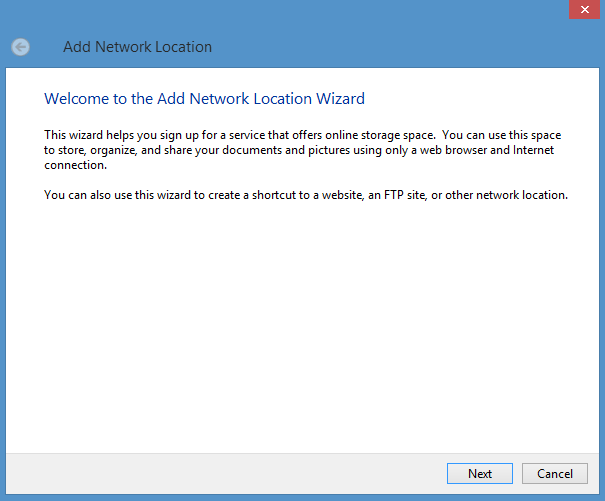 Add Network Location
Welcome to the Add Network Location Wizard
This wizard helps you sign up for a service that offers online storage space.  You can use this space
to store, organize, and share your documents and pictures using only a web browser and Internet
connection.
You can also use this wizard to create a shortcut to a website, an FTP site, or other network location.
Next
Cancel